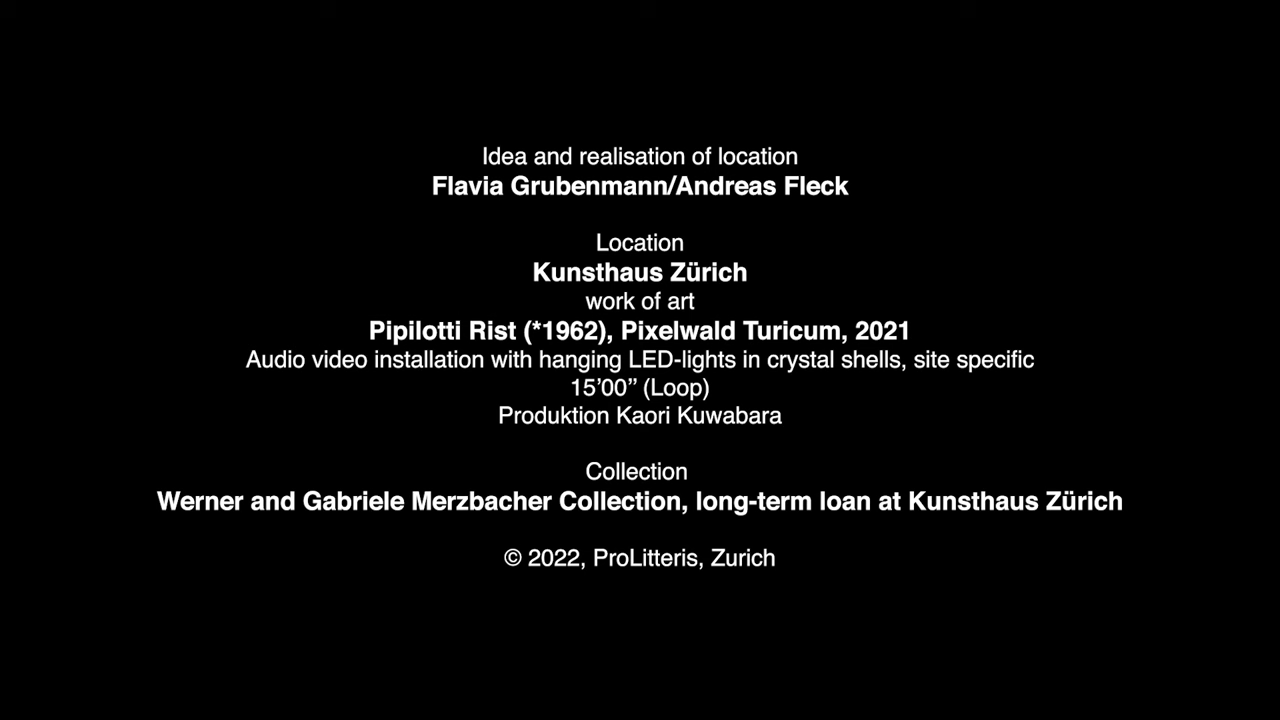 Idea and realisation of location
Flavia Grubenmann/Andreas Fleck
Location
Kunsthaus Zürich
work of art
Pipilotti Rist (*1962), Pixelwald Turicum, 2021
Audio video installation with hanging LED-lights in crystal shells, site specific
15’00” (Loop)
Produktion Kaori Kuwabara
Collection
Werner and Gabriele Merzbacher Collection, long-term loan at Kunsthaus Zürich
© 2022, ProLitteris, Zurich